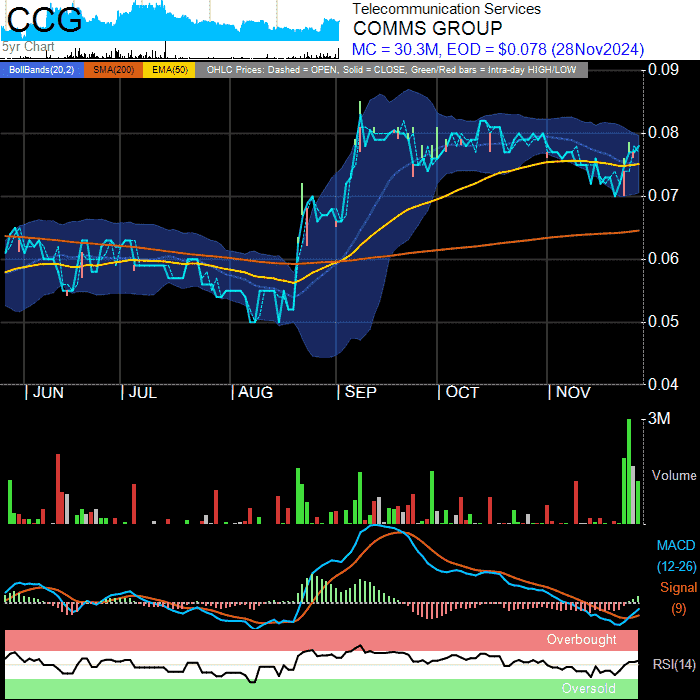 CCG
Telecommunication Services
COMMS GROUP
5yr Chart
MC = 30.3M, EOD = $0.078 (28Nov2024)
BollBands(20,2) SMA(200) EMA(50) OHLC Prices: Dashed = OPEN, Solid = CLOSE, Green/Red bars = Intra-day HIGH/LOW
0.09
0.08
0.07
0.06
0.05
0.04
JUN JUL AUG SEP OCT NOV
3M
Volume
MACD
(12-26)
Signal
(9)
Overbought
RSI(14)
Oversold